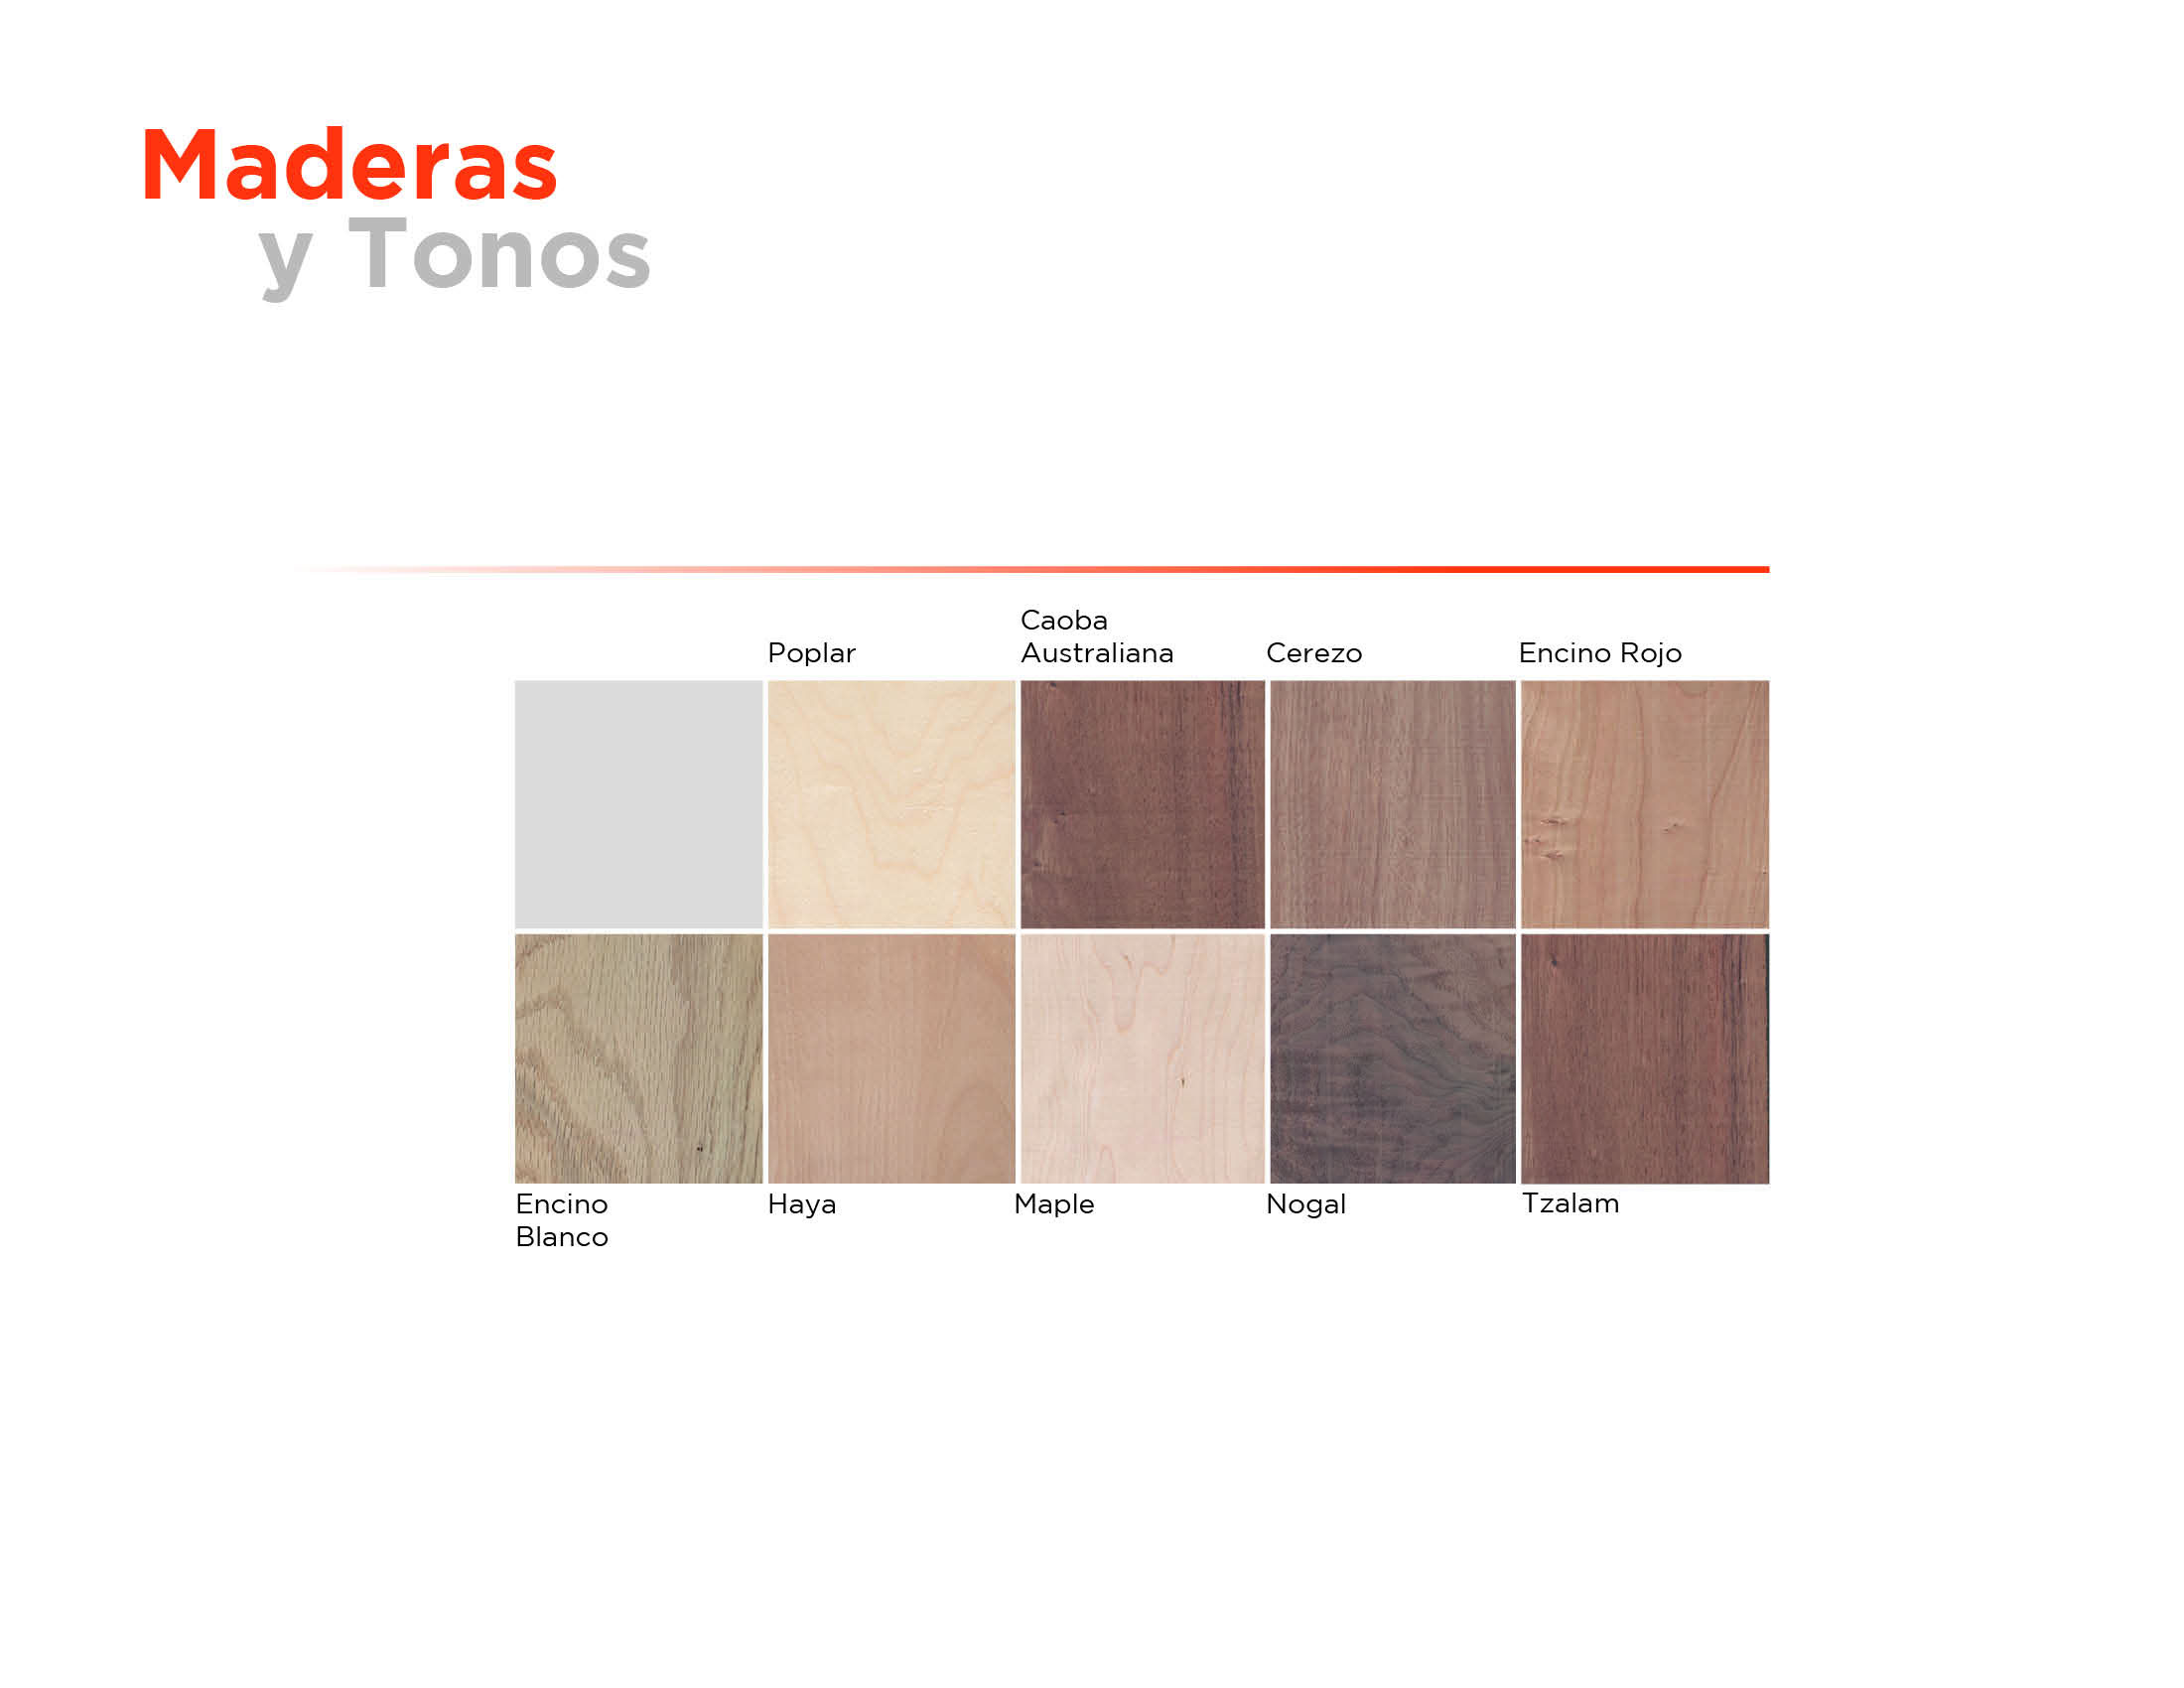 Maderas
y Tonos
Poplar
Caoba
Australiana
Cerezo
Encino Rojo
Encino
Blanco
Haya
Maple
Nogal
Tzalam